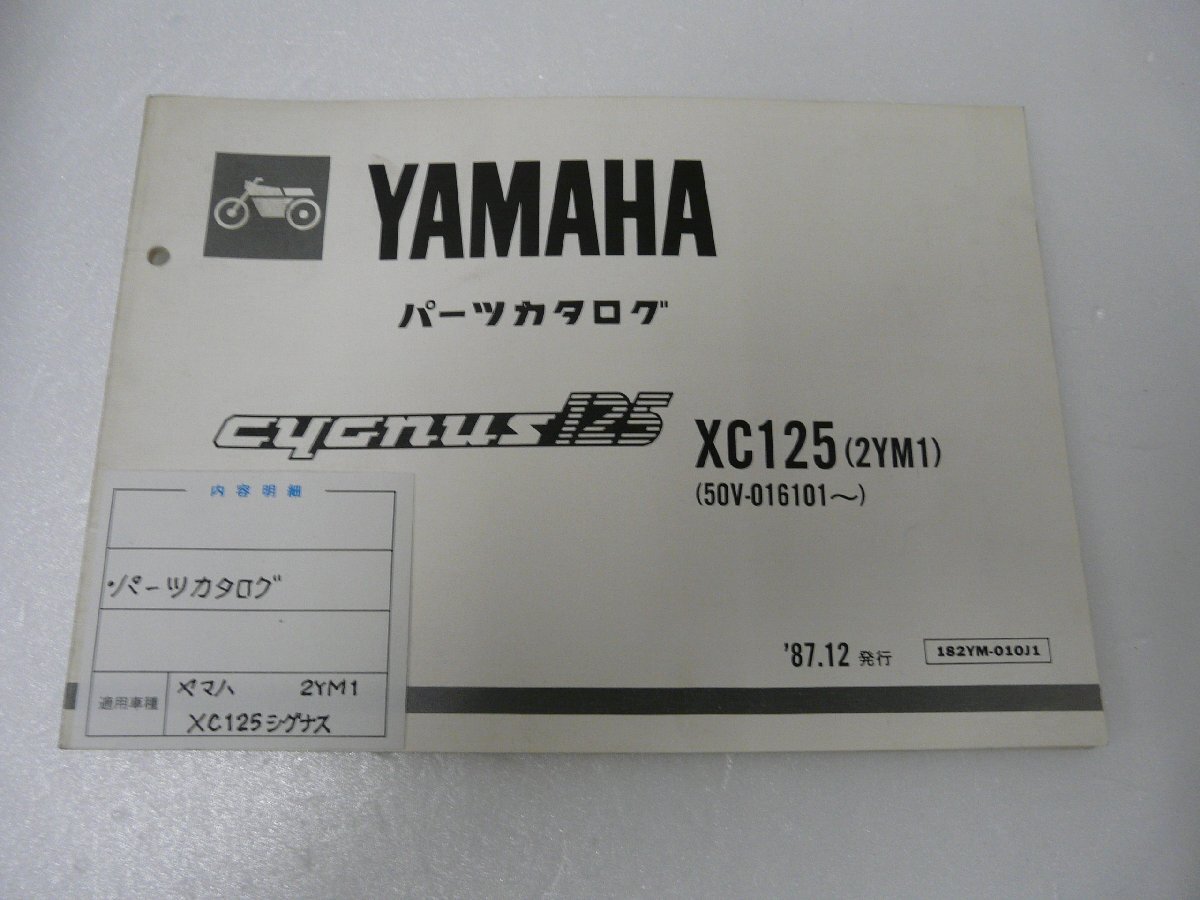 YAMAHA
パーツカタログ
cygnus 125
XC125 (2YM1)
(50V-016101～)
内容明細
・パーツカタログ
適用車種
ヤマハ 2YM1
XC125シグナス
'87.12 発行
182YM-010J1